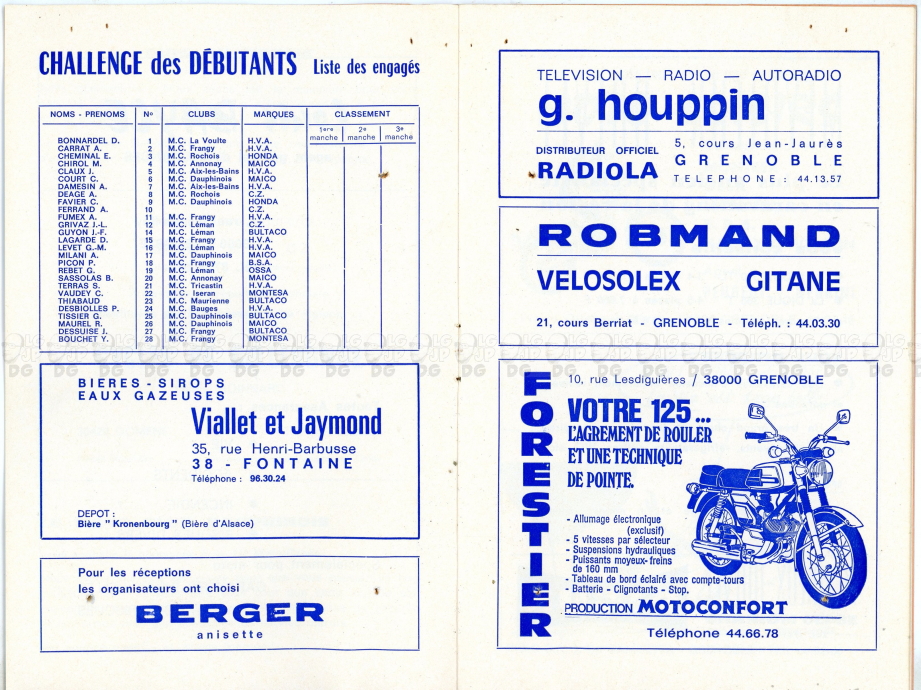 CHALLENGE des DÉBUTANTS Liste des engagés
NOMS - PRENOMS N° CLUBS MARQUES CLASSEMENT
1ere manche 2e manche 3e manche
BONNARDEL D. 1 M.C. La Voulte H.V.A.
CARRAT A. 2 M.C. Frangy H.V.A.
CHEMINAL E. 3 M.C. Rochois HONDA
CHIROL M. 4 M.C. Annonay MAICO
CLAUX J. 5 M.C. Aix-les-Bains H.V.A.
COURT C. 6 M.C. Dauphinois MAICO
DAMESIN A. 7 M.C. Aix-les-Bains H.V.A.
DEAGE A. 8 M.C. Rochois C.Z.
FAVIER C. 9 M.C. Dauphinois HONDA
FERRAND A. 10 C.Z.
FUMEX A. 11 M.C. Frangy H.V.A.
GRIVAZ J.-L. 12 M.C. Léman C.Z.
GUYON J.-F. 14 M.C. Léman BULTACO
LAGARDE D. 15 M.C. Frangy H.V.A.
LEVET G.-M. 16 M.C. Léman H.V.A.
MILANI A. 17 M.C. Dauphinois MAICO
PICON P. 18 M.C. Frangy B.S.A.
REBET G. 19 M.C. Léman OSSA
SASSOLAS B. 20 M.C. Annonay MAICO
TERRAS S. 21 M.C. Tricastin H.V.A.
VAUDEY C. 22 M.C. Iseran MONTESA
THIABAUD 23 M.C. Maurienne BULTACO
DESBIOLLES P. 24 M.C. Bauges H.V.A.
TISSIER G. 25 M.C. Dauphinois BULTACO
MAUREL R. 26 M.C. Dauphinois MAICO
DESSUISE J. 27 M.C. Frangy BULTACO
BOUCHET Y. 28 M.C. Frangy MONTESA
BIERES - SIROPS
EAUX GAZEUSES
Viallet et Jaymond
35, rue Henri-Barbusse
38 - FONTAINE
Téléphone : 96.30.24
DEPOT :
Bière " Kronenbourg " (Bière d'Alsace)
Pour les réceptions
les organisateurs ont choisi
BERGER
anisette
TELEVISION — RADIO — AUTORADIO
g. houppin
DISTRIBUTEUR OFFICIEL
RADIOLA
5, cours Jean-Jaurès
GRENOBLE
TELEPHONE : 44.13.57
ROBMAND
VELOSOLEX GITANE
21, cours Berriat - GRENOBLE - Téléph. : 44.03.30
FORESTIER
10, rue Lesdiguières / 38000 GRENOBLE
VOTRE 125...
L'AGREMENT DE ROULER
ET UNE TECHNIQUE
DE POINTE.
- Allumage électronique
(exclusif)
- 5 vitesses par sélecteur
- Suspensions hydrauliques
- Puissants moyeux-freins
de 160 mm
- Tableau de bord éclairé avec compte-tours
- Batterie - Clignotants - Stop.
PRODUCTION MOTOCONFORT
Téléphone 44.66.78